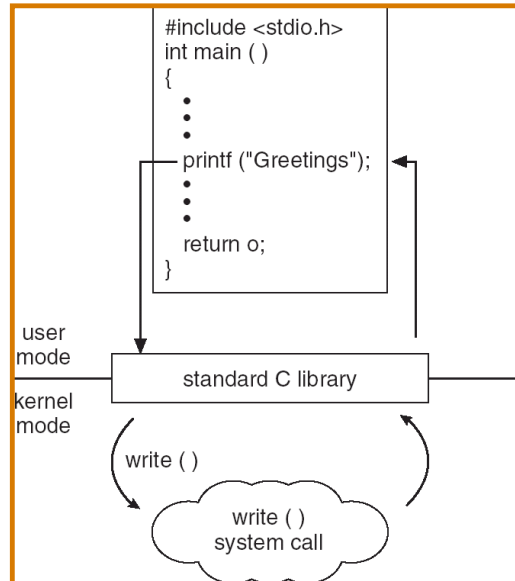 #include <stdio.h>
int main ( )
{
•
•
•
printf ("Greetings");
•
•
•
return o;
}
user
mode
standard C library
kernel
mode
write ( )
write ( )
system call